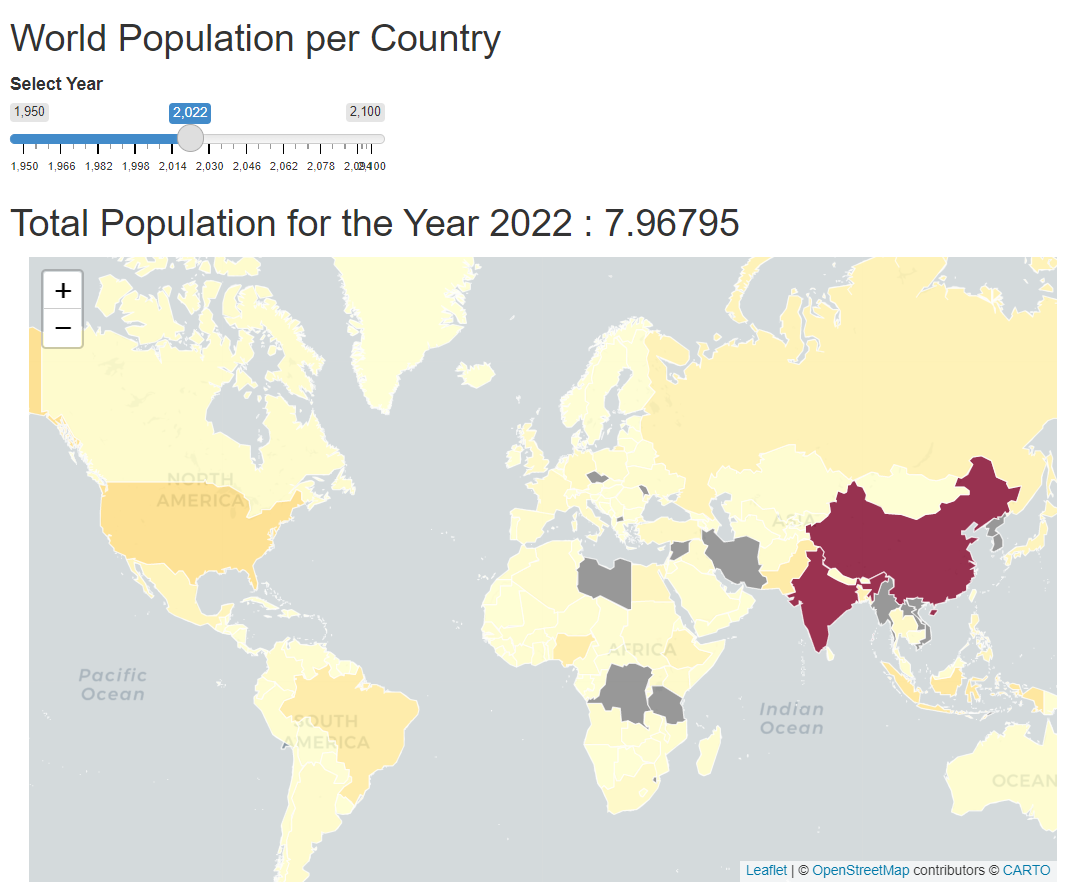 World Population per Country
Select Year
1,950 2,022 2,100
1,950 1,966 1,982 1,998 2,014 2,030 2,046 2,062 2,078 2,094 2,100
Total Population for the Year 2022 : 7.96795
+
−
NORTH
AMERICA
ASIA
AFRICA
Pacific
Ocean
SOUTH
AMERICA
Indian
Ocean
OCEAN
Leaflet | © OpenStreetMap contributors © CARTO